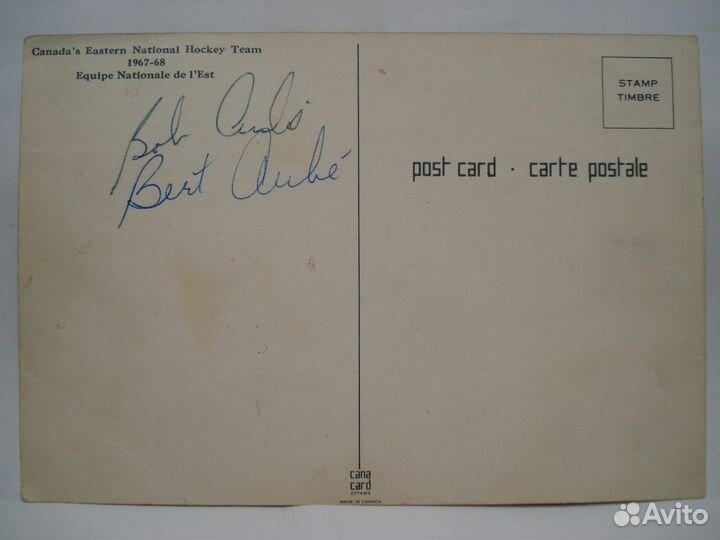 Canada's Eastern National Hockey Team
1967-68
Equipe Nationale de l'Est
Bob
Bert Aubé
STAMP
TIMBRE
post card · carte postale
cana
card
OTTAWA
MADE IN CANADA
Avito